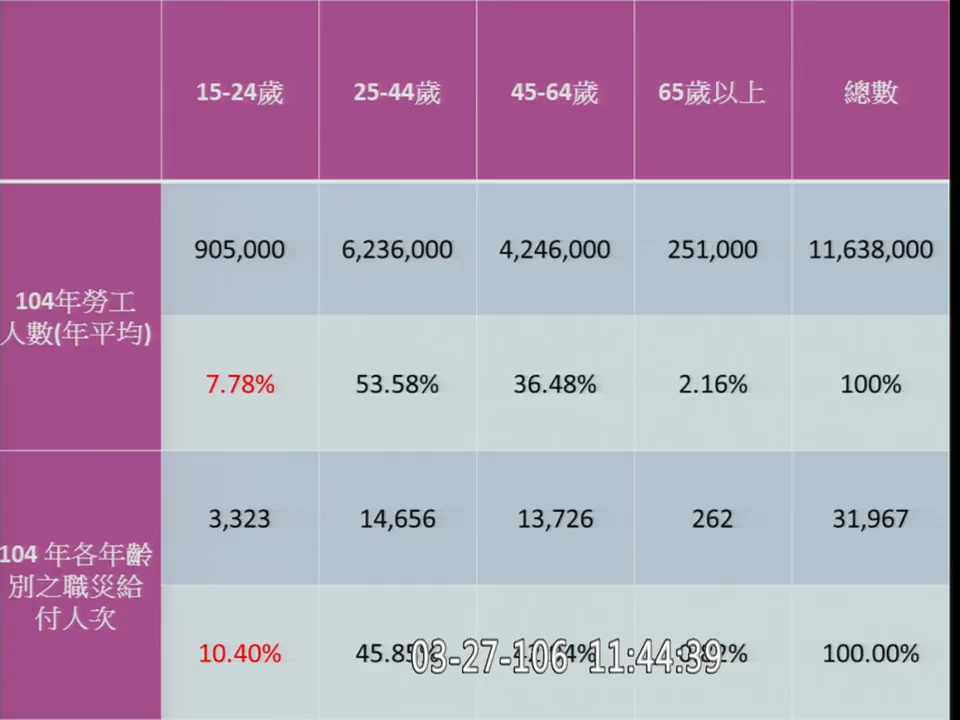 15-24歲 25-44歲 45-64歲 65歲以上 總數
104年勞工
人數(年平均)
905,000 6,236,000 4,246,000 251,000 11,638,000
7.78% 53.58% 36.48% 2.16% 100%
104 年各年齡
別之職災給
付人次
3,323 14,656 13,726 262 31,967
10.40% 100.00%
03-27-106 11:44:39